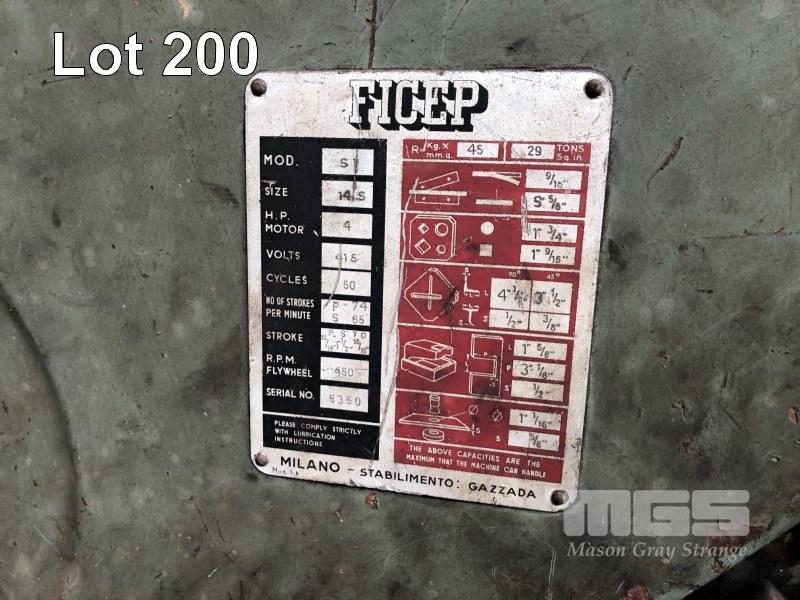 Lot 200
FICEP
MOD. S1
SIZE 14.S
H.P. MOTOR 4
VOLTS 415
CYCLES 50
NO OF STROKES PER MINUTE P - 74 S 65
STROKE P S T O
R.P.M. FLYWHEEL 450
SERIAL NO. 5350
PLEASE COMPLY STRICTLY
WITH LUBRICATION
INSTRUCTIONS
R= Kg. X mm.q. 45 29 TONS Sq. in.
9/16"
5" 5/8"
1" 3/4"
1" 9/16"
90° 45°
S
L
S S
4" 3/8" 3" 1/2"
1/2" 3/8"
L 1" 5/8"
P 3" 1/8"
S 1/2"
1" 1/16"
S 5/8"
THE ABOVE CAPACITIES ARE THE
MAXIMUM THAT THE MACHINE CAN HANDLE
MILANO - STABILIMENTO: GAZZADA
MGS
Mason Gray Strange